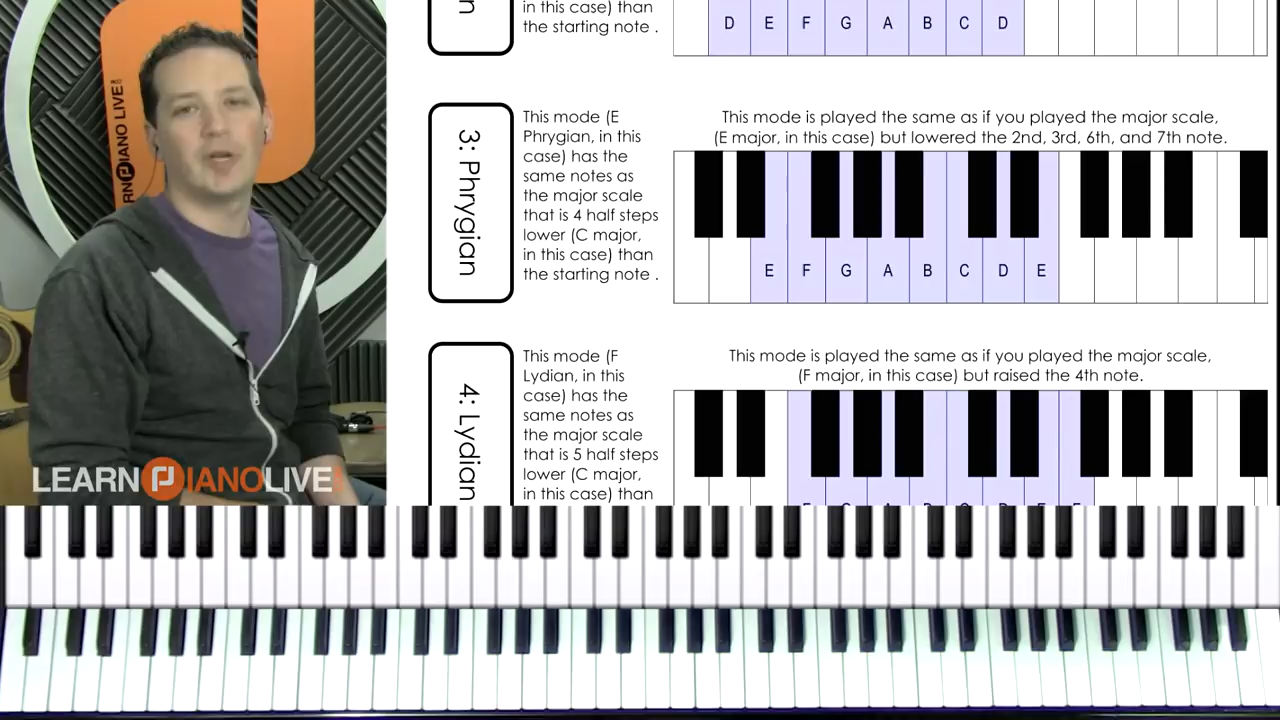 in this case) than
the starting note .
D E F G A B C D
3: Phrygian
This mode (E
Phrygian, in this
case) has the
same notes as
the major scale
that is 4 half steps
lower (C major,
in this case) than
the starting note .
This mode is played the same as if you played the major scale,
(E major, in this case) but lowered the 2nd, 3rd, 6th, and 7th note.
E F G A B C D E
4: Lydian
This mode (F
Lydian, in this
case) has the
same notes as
the major scale
that is 5 half steps
lower (C major,
in this case) than
This mode is played the same as if you played the major scale,
(F major, in this case) but raised the 4th note.
PIANO LIVE
LEARN PIANOLIVE